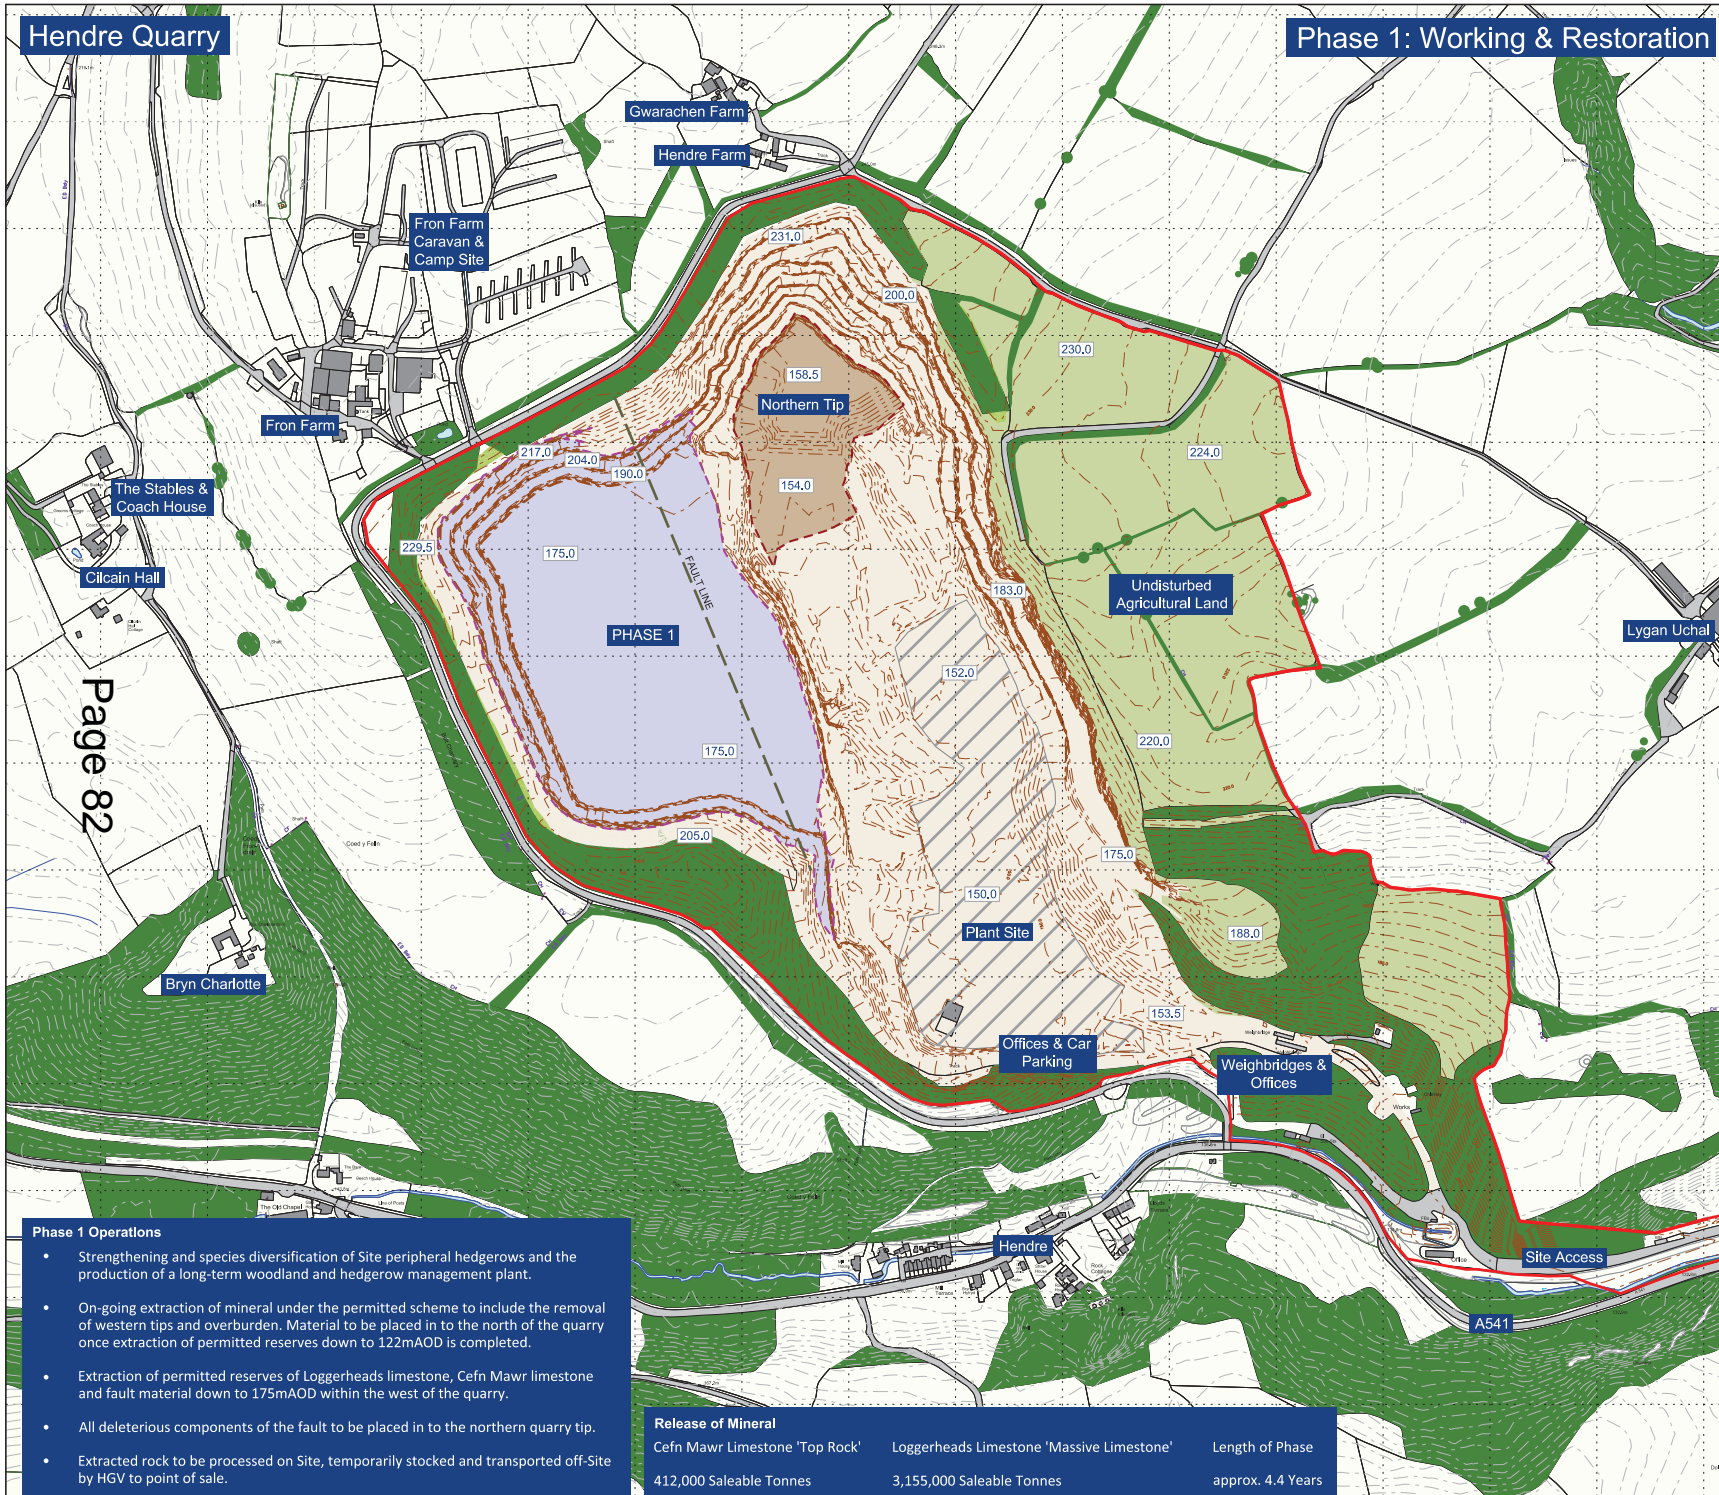 Hendre Quarry
Phase 1: Working & Restoration
Gwarachen Farm
Hendre Farm
Track
Shaft
Fron Farm
Caravan &
Camp Site
231.0
200.0
230.0
158.5
Northern Tip
Fron Farm
217.0
204.0
190.0
224.0
154.0
The Stables &
Coach House
229.5
175.0
Cilcain Hall
FAULT LINE
183.0
Undisturbed
Agricultural Land
PHASE 1
Lygan Uchal
152.0
Page 82
175.0
220.0
205.0
Coed y Felin
175.0
150.0
Plant Site
188.0
Bryn Charlotte
153.5
Offices & Car
Parking
Weighbridge
Weighbridges &
Offices
Works
The Old Chapel
Hendre
Office
Site Access
A541
Phase 1 Operations
• Strengthening and species diversification of Site peripheral hedgerows and the
production of a long-term woodland and hedgerow management plant.
• On-going extraction of mineral under the permitted scheme to include the removal
of western tips and overburden. Material to be placed in to the north of the quarry
once extraction of permitted reserves down to 122mAOD is completed.
• Extraction of permitted reserves of Loggerheads limestone, Cefn Mawr limestone
and fault material down to 175mAOD within the west of the quarry.
• All deleterious components of the fault to be placed in to the northern quarry tip.
• Extracted rock to be processed on Site, temporarily stocked and transported off-Site
by HGV to point of sale.
Release of Mineral
Cefn Mawr Limestone 'Top Rock' Loggerheads Limestone 'Massive Limestone' Length of Phase
412,000 Saleable Tonnes 3,155,000 Saleable Tonnes approx. 4.4 Years